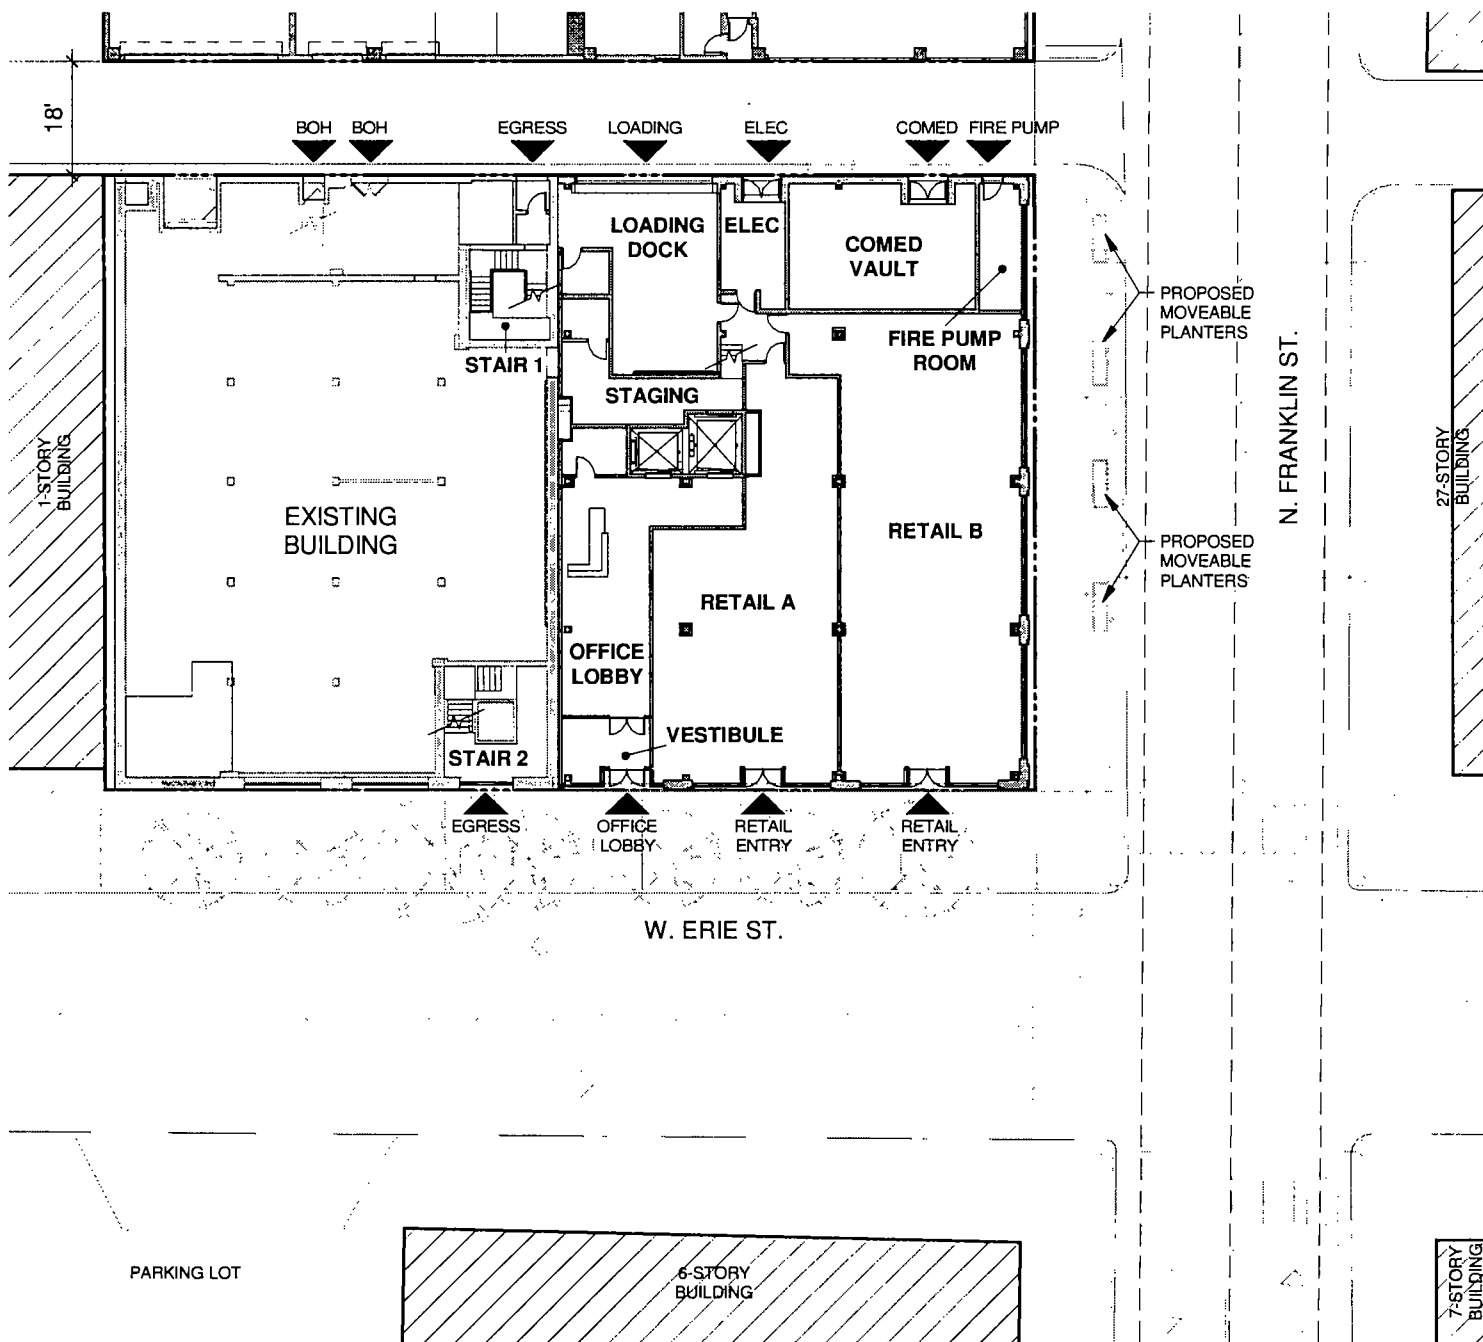 18'
BOH BOH EGRESS LOADING ELEC COMED FIRE PUMP
LOADING
DOCK
ELEC
COMED
VAULT
PROPOSED
MOVEABLE
PLANTERS
FIRE PUMP
ROOM
STAIR 1
STAGING
N. FRANKLIN ST.
1-STORY
BUILDING
27-STORY
BUILDING
EXISTING
BUILDING
RETAIL B
PROPOSED
MOVEABLE
PLANTERS
RETAIL A
OFFICE
LOBBY
VESTIBULE
STAIR 2
EGRESS
OFFICE
LOBBY
RETAIL
ENTRY
RETAIL
ENTRY
W. ERIE ST.
PARKING LOT
6-STORY
BUILDING
7-STORY
BUILDING